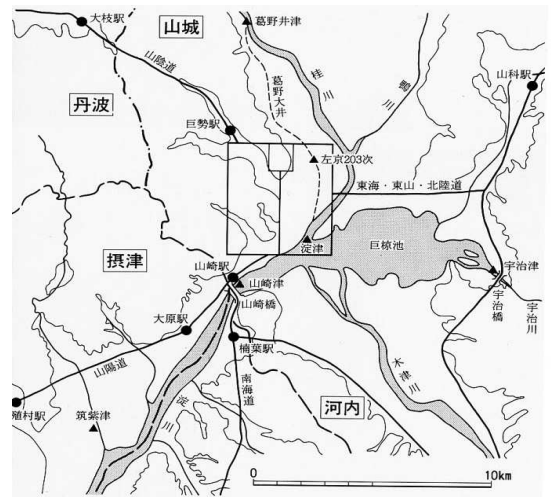 大枝駅
山城
葛野井津
山陰道
葛野大井
桂川
鴨川
山科駅
丹波
巨勢駅
左京203次
東海・東山・北陸道
淀津
巨椋池
宇治津
摂津
山崎駅
山崎津
山崎橋
宇治橋
宇治川
大原駅
楠葉駅
木津川
山陽道
南海道
殖村駅
筑紫津
淀川
河内
0
10km